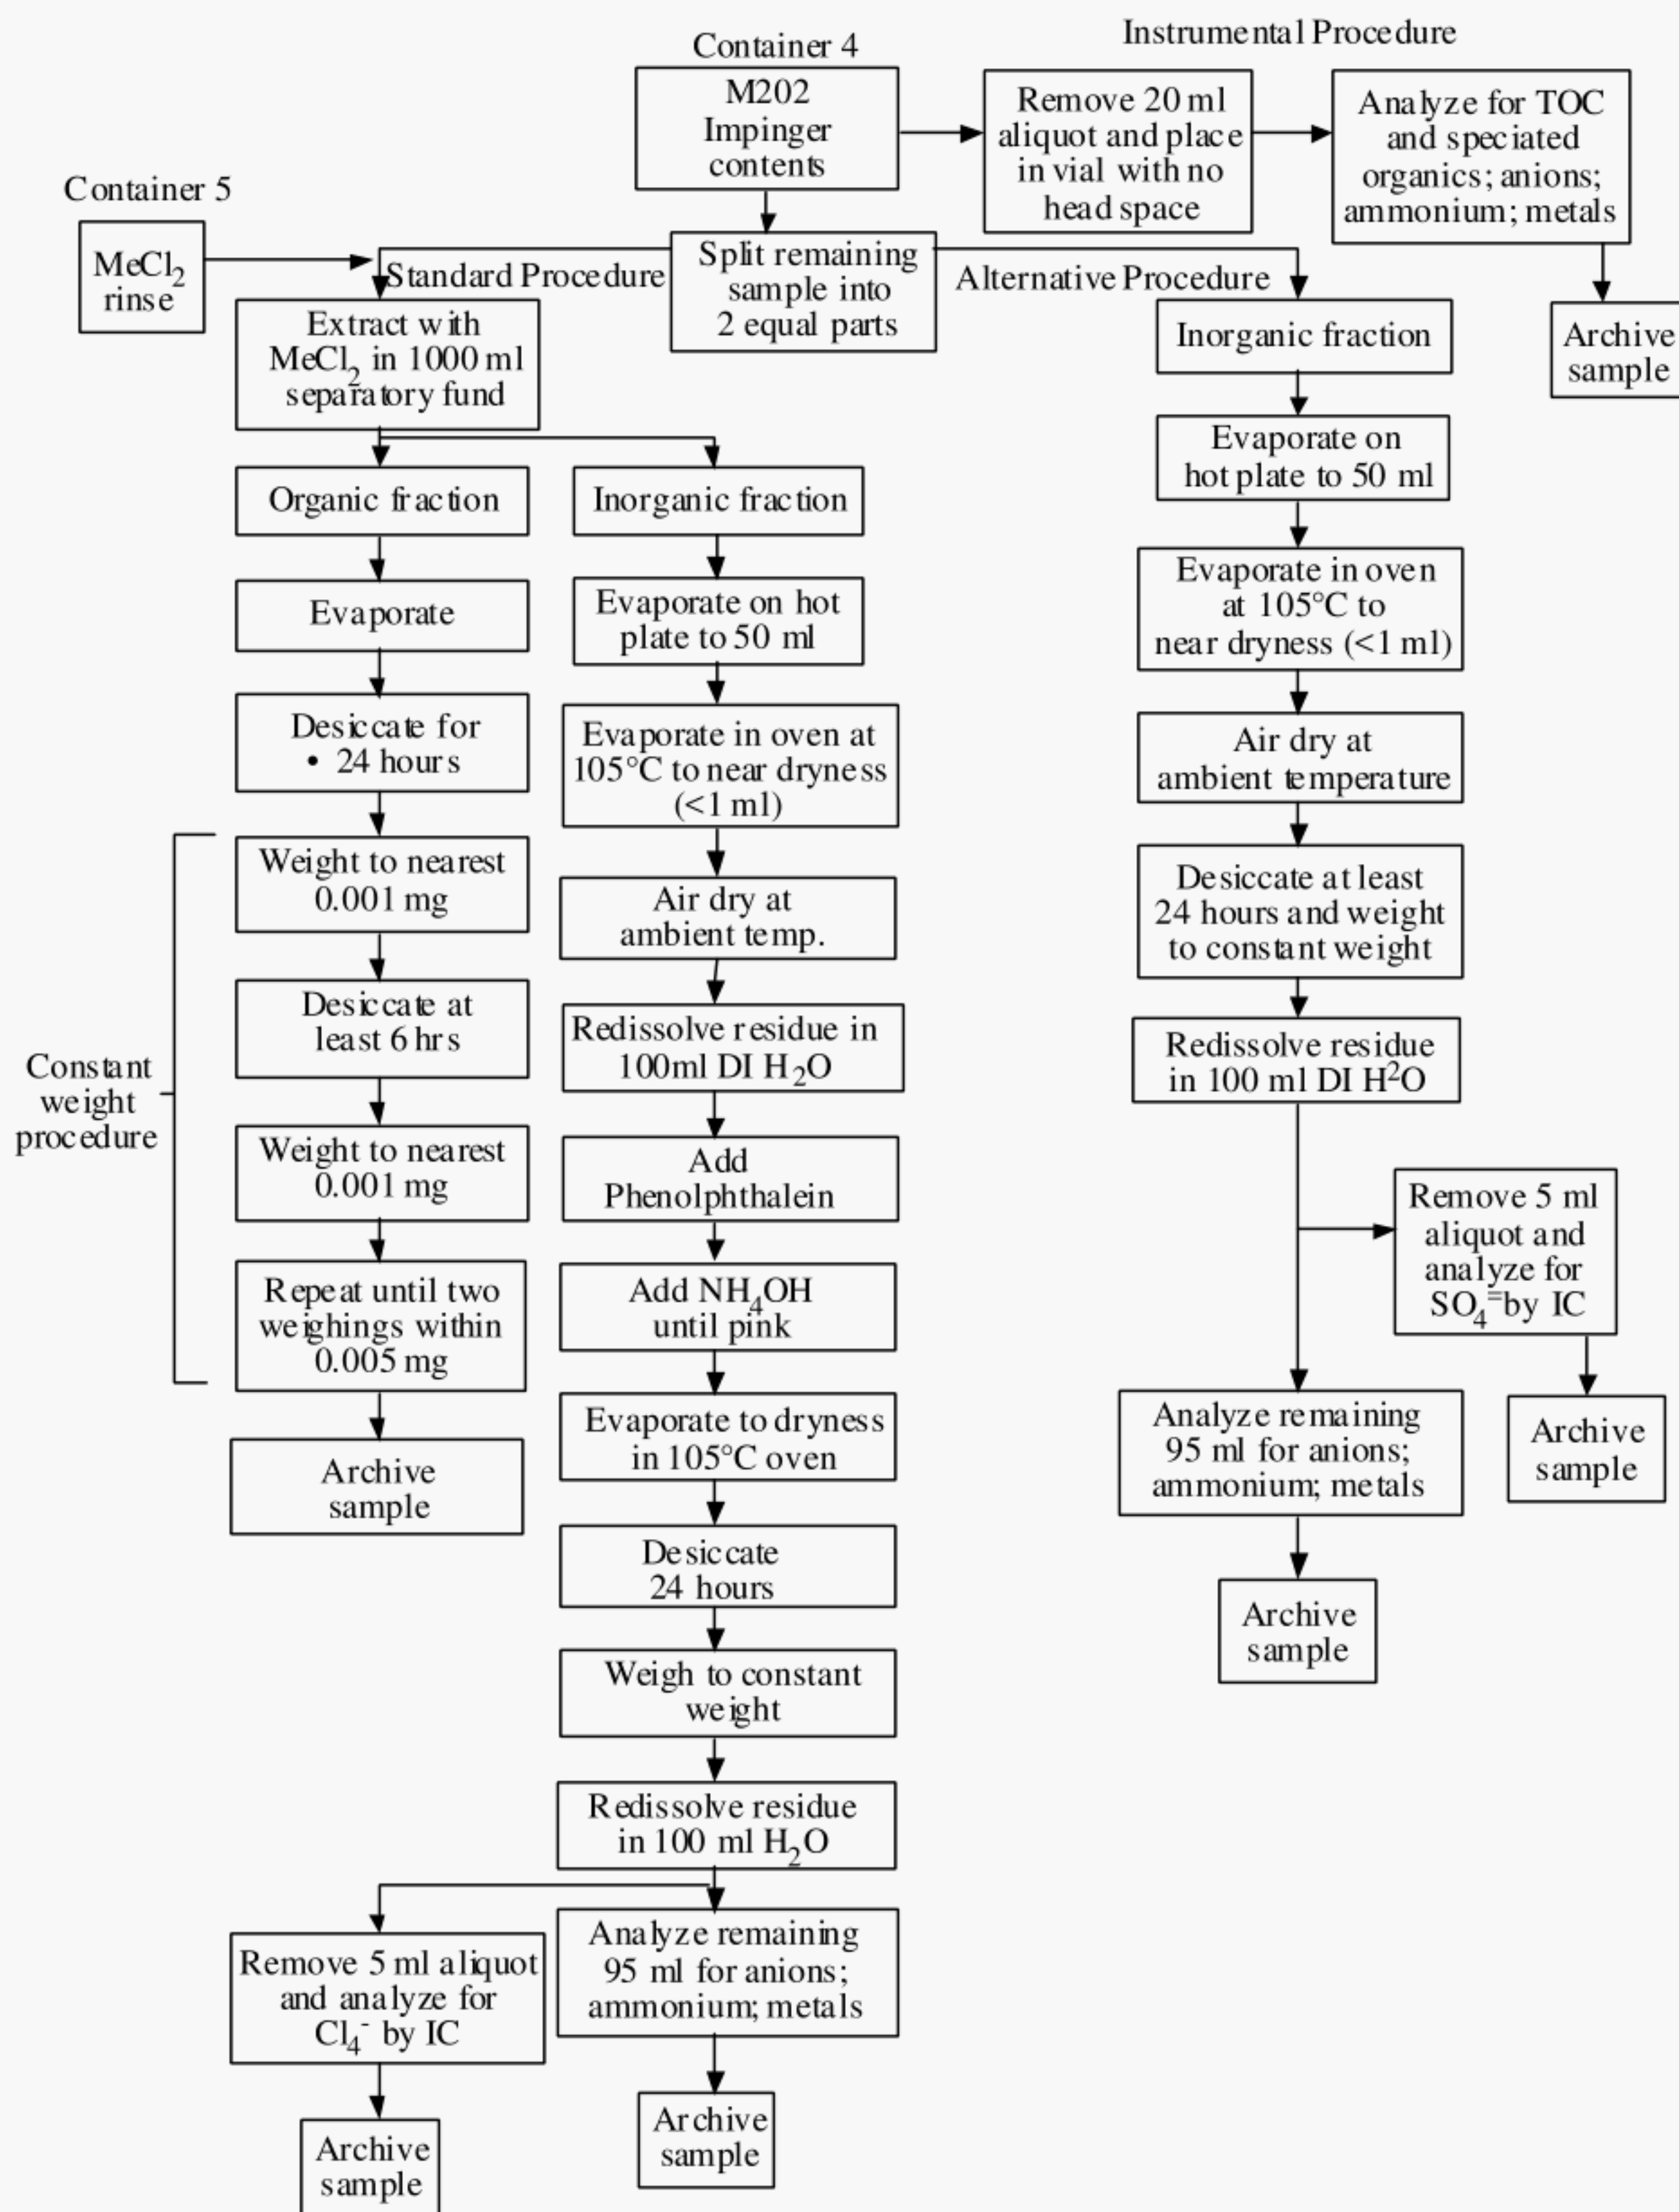 Instrumental Procedure
Container 4
M202
Impinger
contents
Remove 20 ml
aliquot and place
in vial with no
head space
Analyze for TOC
and speciated
organics; anions;
ammonium; metals
Archive
sample
Container 5
MeCl₂
rinse
Standard Procedure
Split remaining
sample into
2 equal parts
Alternative Procedure
Extract with
MeCl₂ in 1000 ml
separatory fund
Organic fraction
Evaporate
Desiccate for
• 24 hours
Constant
weight
procedure
Weight to nearest
0.001 mg
Desiccate at
least 6 hrs
Weight to nearest
0.001 mg
Repeat until two
weighings within
0.005 mg
Archive
sample
Inorganic fraction
Evaporate on hot
plate to 50 ml
Evaporate in oven at
105°C to near dryness
(<1 ml)
Air dry at
ambient temp.
Redissolve residue in
100ml DI H₂O
Add
Phenolphthalein
Add NH₄OH
until pink
Evaporate to dryness
in 105°C oven
Desiccate
24 hours
Weigh to constant
weight
Redissolve residue
in 100 ml H₂O
Remove 5 ml aliquot
and analyze for
Cl₄⁻ by IC
Archive
sample
Analyze remaining
95 ml for anions;
ammonium; metals
Archive
sample
Inorganic fraction
Evaporate on
hot plate to 50 ml
Evaporate in oven
at 105°C to
near dryness (<1 ml)
Air dry at
ambient temperature
Desiccate at least
24 hours and weight
to constant weight
Redissolve residue
in 100 ml DI H²O
Remove 5 ml
aliquot and
analyze for
SO₄⁼by IC
Archive
sample
Analyze remaining
95 ml for anions;
ammonium; metals
Archive
sample